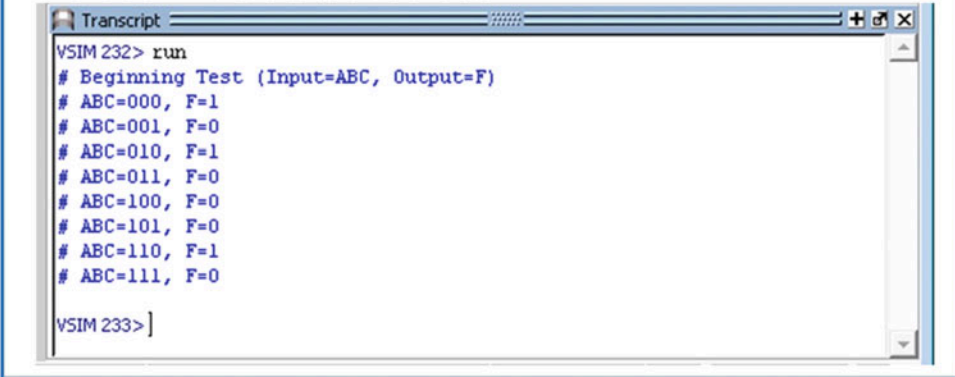 Transcript
VSIM 232> run
# Beginning Test (Input=ABC, Output=F)
# ABC=000, F=1
# ABC=001, F=0
# ABC=010, F=1
# ABC=011, F=0
# ABC=100, F=0
# ABC=101, F=0
# ABC=110, F=1
# ABC=111, F=0
VSIM 233>